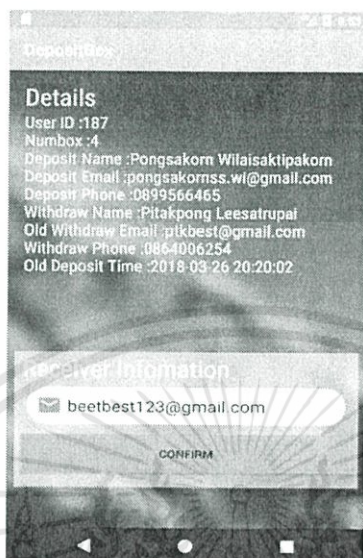 DepositBox
Details
User ID :187
Numbox :4
Deposit Name :Pongsakorn Wilaisaktipakorn
Deposit Email :pongsakornss.wi@gmail.com
Deposit Phone :0899566465
Withdraw Name :Pitakpong Leesatrupai
Old Withdraw Email :ptkbest@gmail.com
Withdraw Phone :0864006254
Old Deposit Time :2018-03-26 20:20:02
Receiver Infomation
beetbest123@gmail.com
CONFIRM